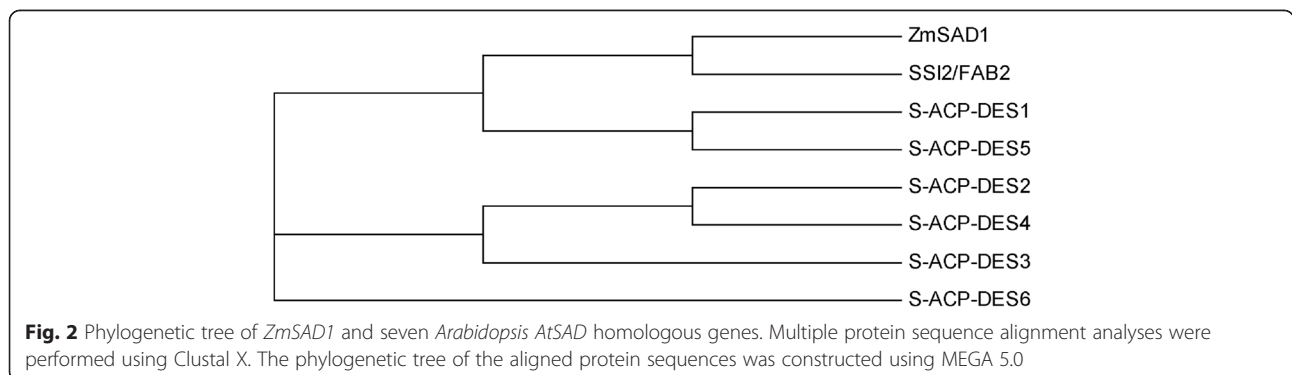 ZmSAD1
SSI2/FAB2
S-ACP-DES1
S-ACP-DES5
S-ACP-DES2
S-ACP-DES4
S-ACP-DES3
S-ACP-DES6
Fig. 2 Phylogenetic tree of ZmSAD1 and seven Arabidopsis AtSAD homologous genes. Multiple protein sequence alignment analyses were
performed using Clustal X. The phylogenetic tree of the aligned protein sequences was constructed using MEGA 5.0